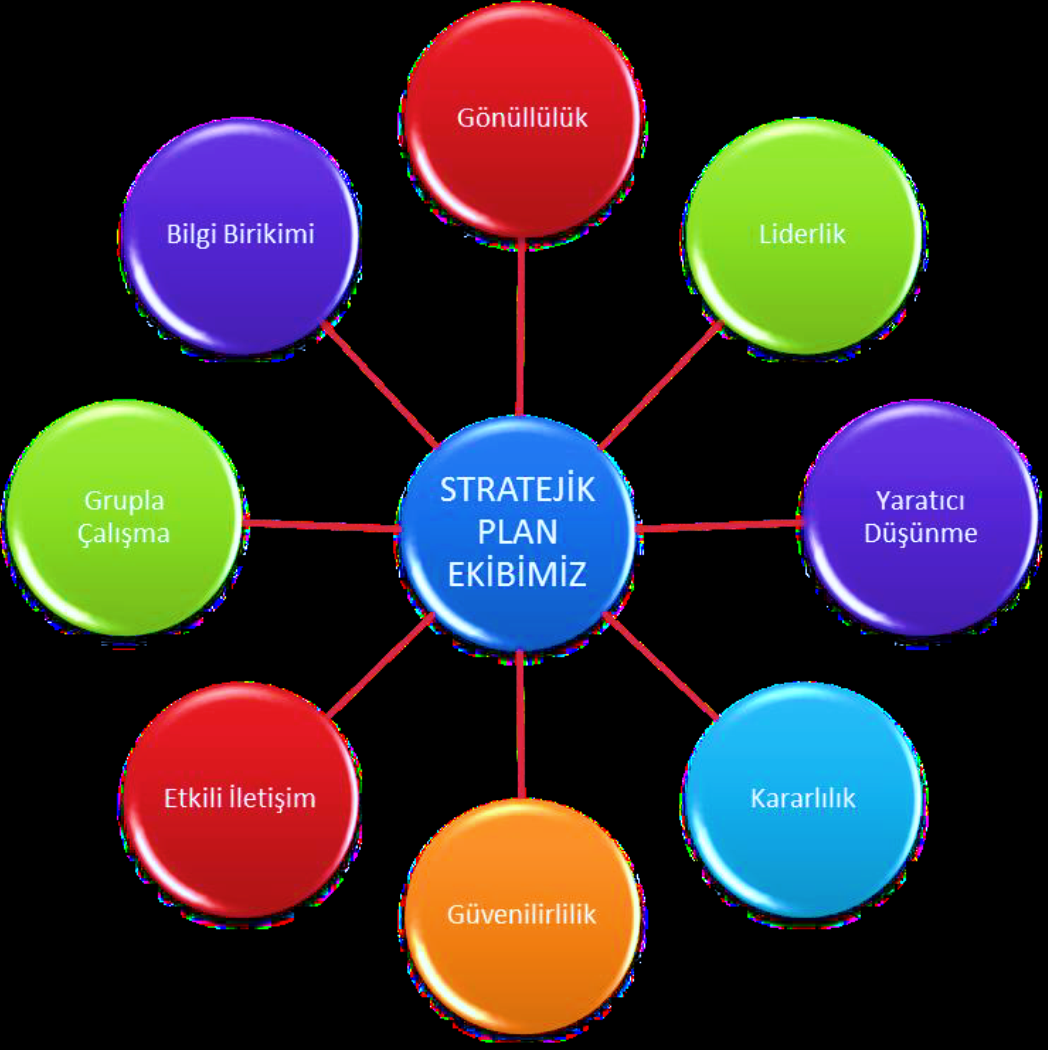 Gönüllülük
Bilgi Birikimi
Liderlik
STRATEJİK
PLAN
EKİBİMİZ
Grupla
Çalışma
Yaratıcı
Düşünme
Etkili İletişim
Kararlılık
Güvenilirlilik